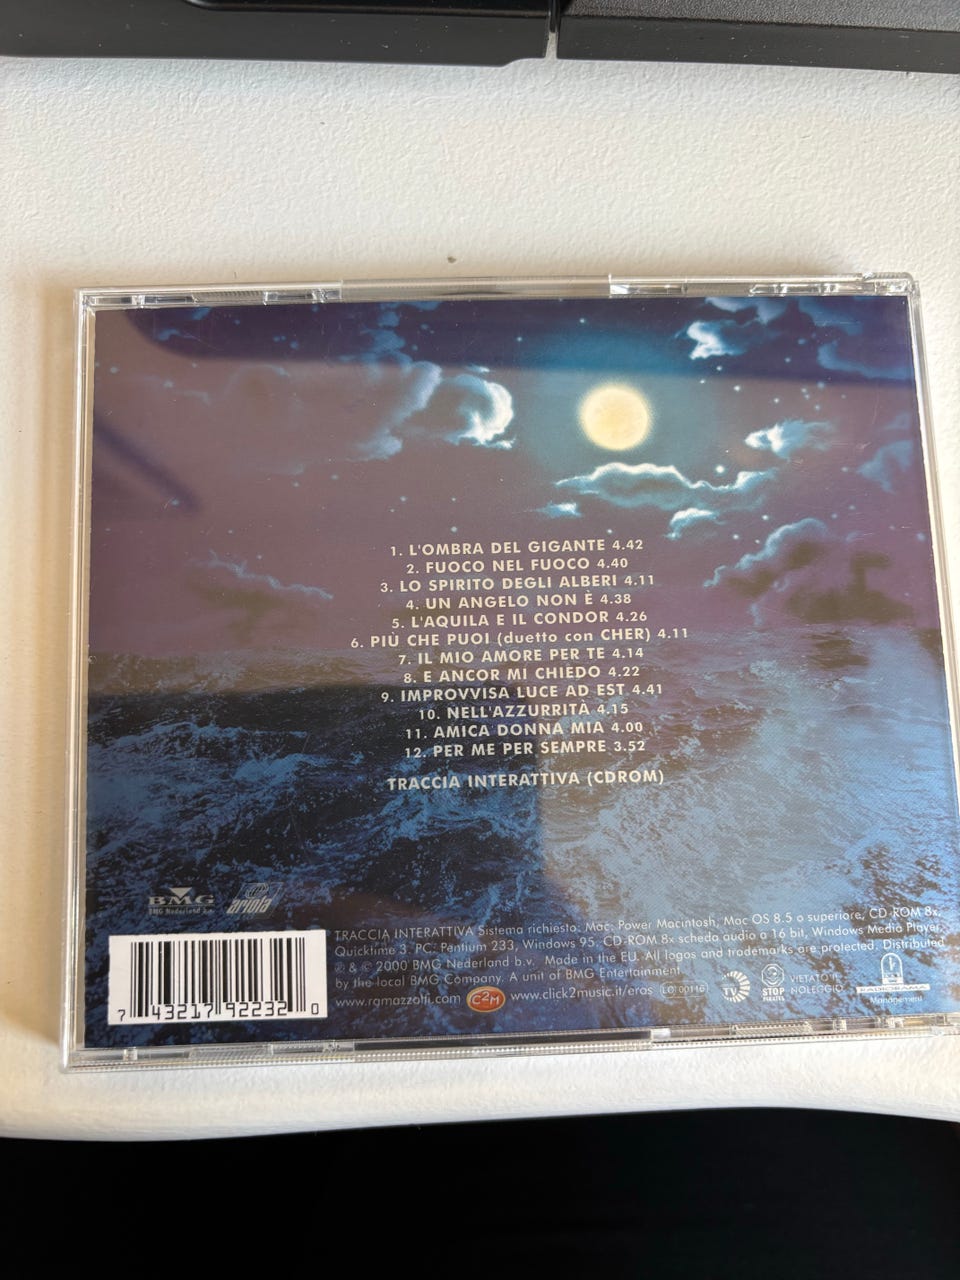 1. L'OMBRA DEL GIGANTE 4.42
2. FUOCO NEL FUOCO 4.40
3. LO SPIRITO DEGLI ALBERI 4.11
4. UN ANGELO NON È 4.38
5. L'AQUILA E IL CONDOR 4.26
6. PIÙ CHE PUOI (duetto con CHER) 4.11
7. IL MIO AMORE PER TE 4.14
8. E ANCOR MI CHIEDO 4.22
9. IMPROVVISA LUCE AD EST 4.41
10. NELL'AZZURRITÀ 4.15
11. AMICA DONNA MIA 4.00
12. PER ME PER SEMPRE 3.52
TRACCIA INTERATTIVA (CDROM)
BMG
BMG Nederland b.v.
ariola
TRACCIA INTERATTIVA Sistema richiesto: Mac: Power Macintosh, Mac OS 8.5 o superiore, CD-ROM 8x,
Quicktime 3. PC: Pentium 233, Windows 95, CD-ROM 8x scheda audio a 16 bit, Windows Media Player.
℗ & © 2000 BMG Nederland b.v. Made in the EU. All logos and trademarks are protected. Distributed
by the local BMG Company. A unit of BMG Entertainment.
www.ramazzotti.com C2M www.click2music.it/eros LC 00116
TV
STOP
VIETATO IL
NOLEGGIO
RADIORAMA
Management
7 43217 92232 0